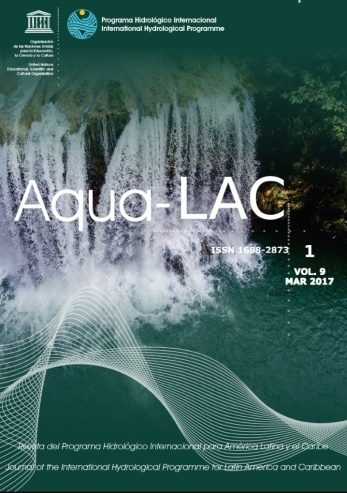 Programa Hidrológico Internacional
International Hydrological Programme
Organización
de las Naciones Unidas
para la Educación,
la Ciencia y la Cultura
United Nations
Educational, Scientific and
Cultural Organization
Aqua-LAC
ISSN 1688-2873
1
VOL. 9
MAR 2017
Revista del Programa Hidrológico Internacional para América Latina y el Caribe
Journal of the International Hydrological Programme for Latin America and Caribbean